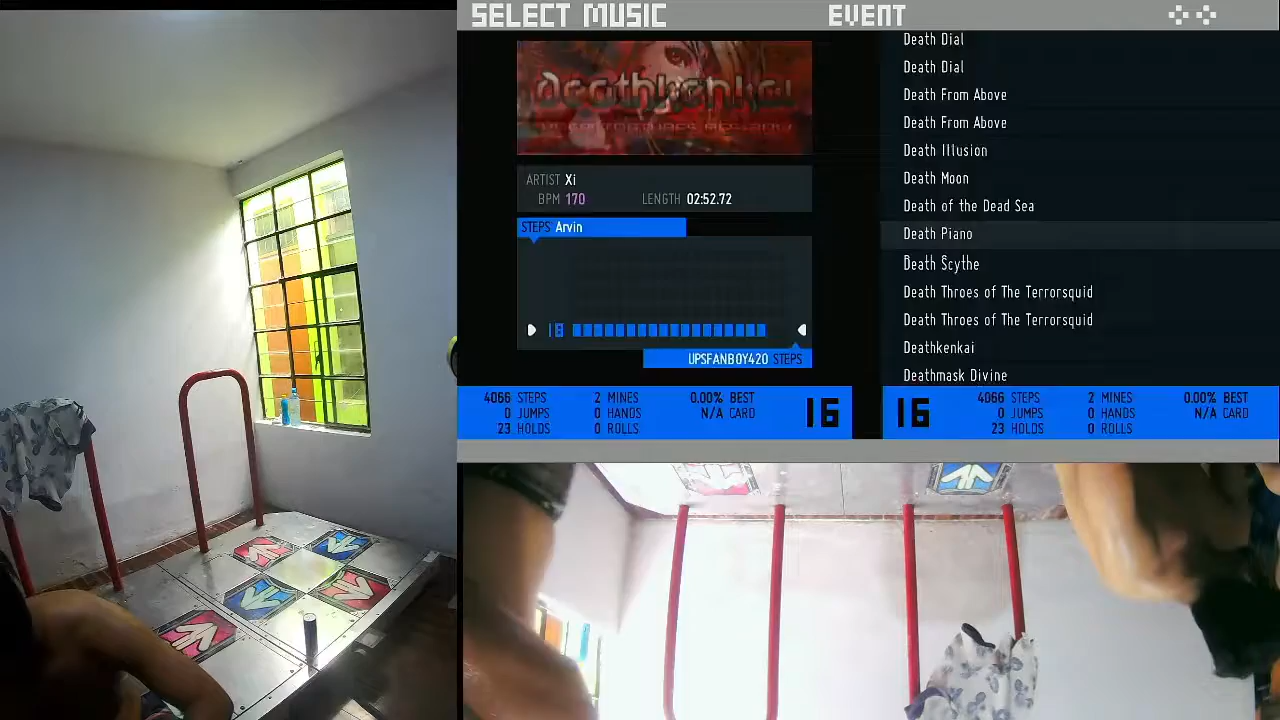 SELECT MUSIC
EVENT
deathkenkai
ARTIST Xi
BPM 170
LENGTH 02:52.72
STEPS Arvin
18
UPSFANBOY420 STEPS
4066 STEPS
0 JUMPS
23 HOLDS
2 MINES
0 HANDS
0 ROLLS
0.00% BEST
N/A CARD
16
Death Dial
Death Dial
Death From Above
Death From Above
Death Illusion
Death Moon
Death of the Dead Sea
Death Piano
Death Scythe
Death Throes of The Terrorsquid
Death Throes of The Terrorsquid
Deathkenkai
Deathmask Divine
16
4066 STEPS
0 JUMPS
23 HOLDS
2 MINES
0 HANDS
0 ROLLS
0.00% BEST
N/A CARD